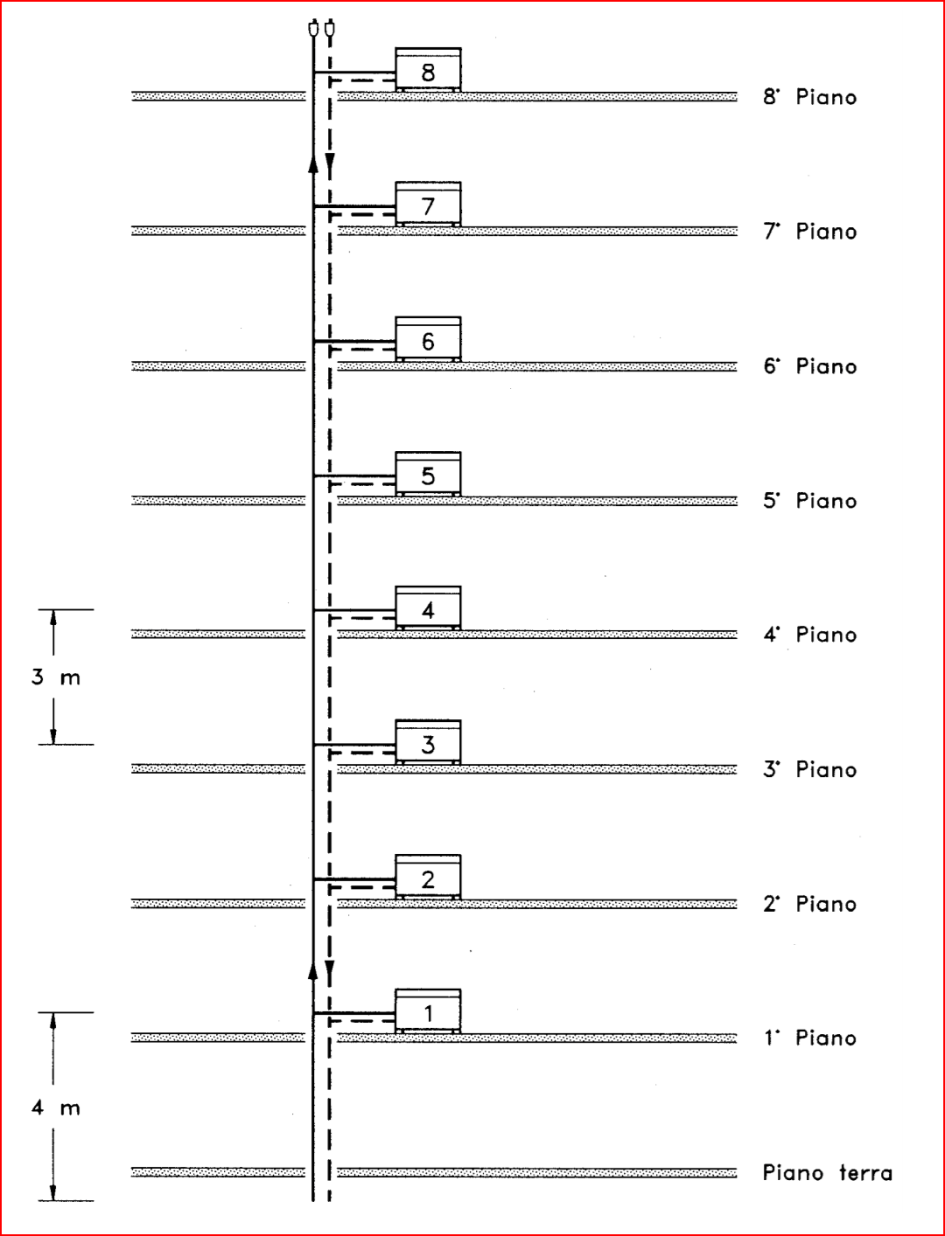 8
8° Piano
7
7° Piano
6
6° Piano
5
5° Piano
4
4° Piano
3 m
3
3° Piano
2
2° Piano
1
1° Piano
4 m
Piano terra